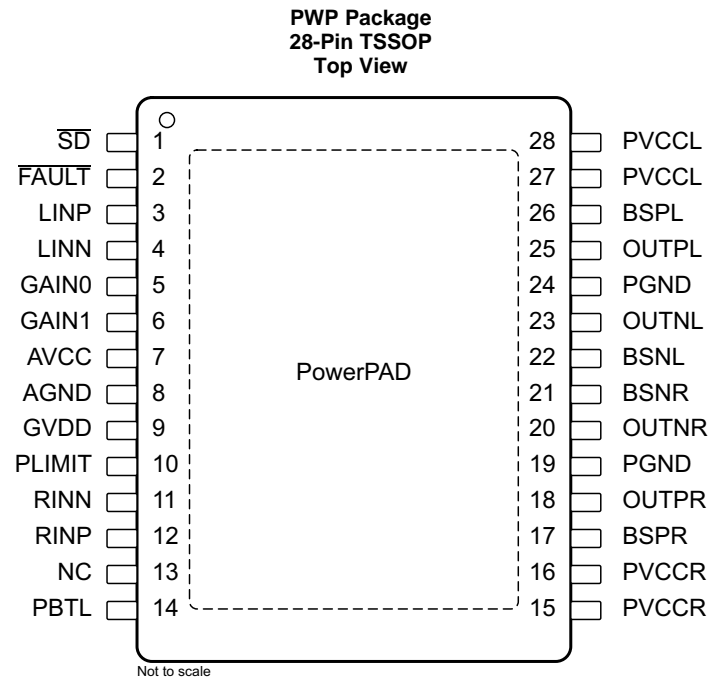 PWP Package
28-Pin TSSOP
Top View
SD 1 28 PVCCL
FAULT 2 27 PVCCL
LINP 3 26 BSPL
LINN 4 25 OUTPL
GAIN0 5 24 PGND
GAIN1 6 23 OUTNL
AVCC 7 22 BSNL
PowerPAD
AGND 8 21 BSNR
GVDD 9 20 OUTNR
PLIMIT 10 19 PGND
RINN 11 18 OUTPR
RINP 12 17 BSPR
NC 13 16 PVCCR
PBTL 14 15 PVCCR
Not to scale